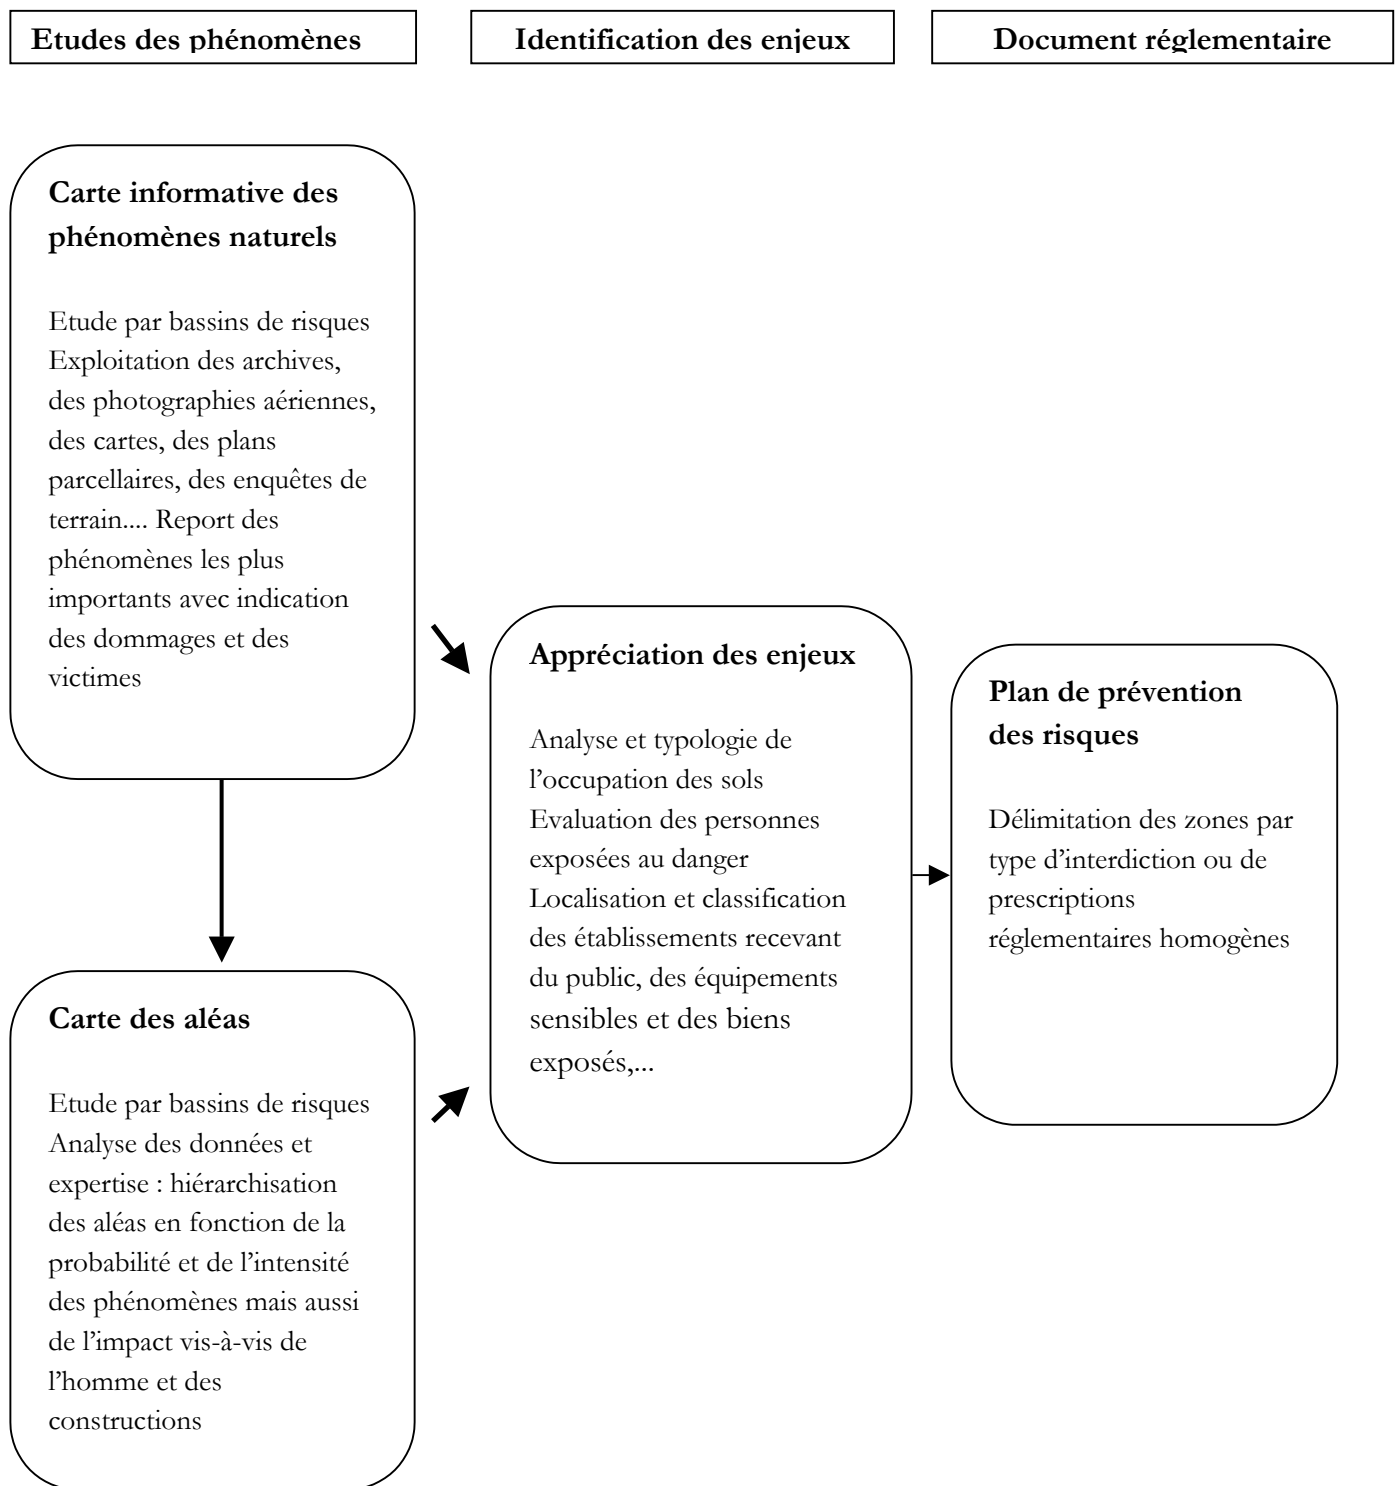 Etudes des phénomènes
Identification des enjeux
Document réglementaire
Carte informative des
phénomènes naturels
Etude par bassins de risques
Exploitation des archives,
des photographies aériennes,
des cartes, des plans
parcellaires, des enquêtes de
terrain.... Report des
phénomènes les plus
importants avec indication
des dommages et des
victimes
Carte des aléas
Etude par bassins de risques
Analyse des données et
expertise : hiérarchisation
des aléas en fonction de la
probabilité et de l’intensité
des phénomènes mais aussi
de l’impact vis-à-vis de
l’homme et des
constructions
Appréciation des enjeux
Analyse et typologie de
l’occupation des sols
Evaluation des personnes
exposées au danger
Localisation et classification
des établissements recevant
du public, des équipements
sensibles et des biens
exposés,...
Plan de prévention
des risques
Délimitation des zones par
type d’interdiction ou de
prescriptions
réglementaires homogènes